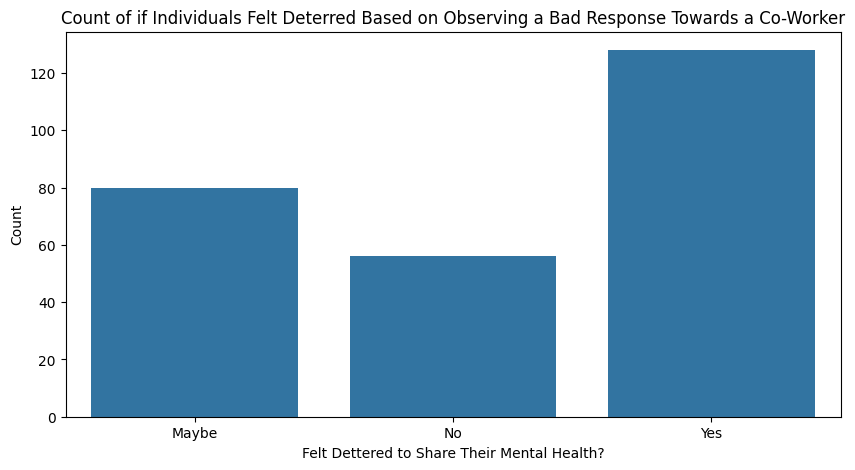 Count of if Individuals Felt Deterred Based on Observing a Bad Response Towards a Co-Worker
120
100
80
60
40
20
0
Count
Maybe No Yes
Felt Dettered to Share Their Mental Health?